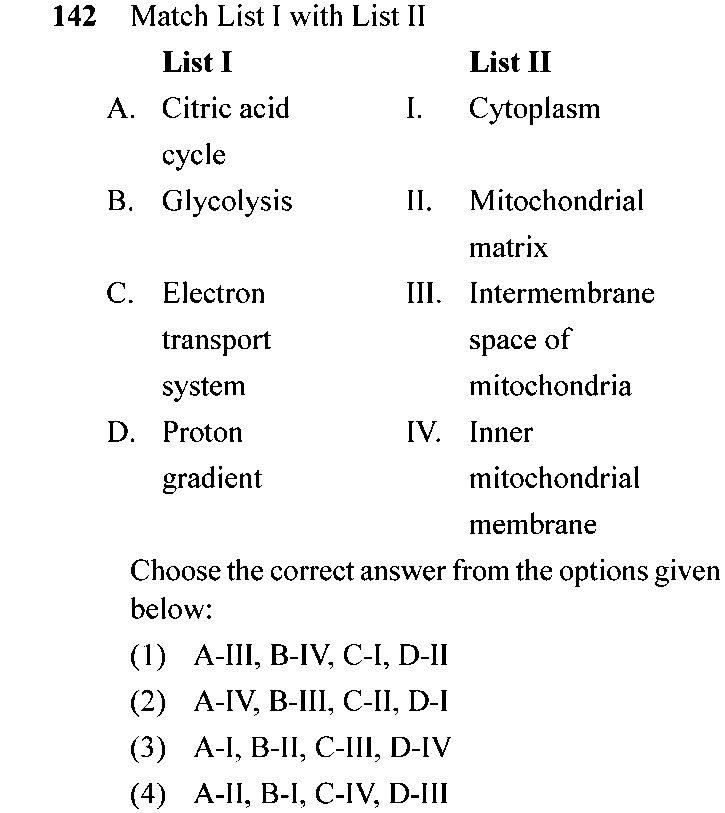 142 Match List I with List II
List I List II
A. Citric acid I. Cytoplasm
cycle
B. Glycolysis II. Mitochondrial
matrix
C. Electron III. Intermembrane
transport space of
system mitochondria
D. Proton IV. Inner
gradient mitochondrial
membrane
Choose the correct answer from the options given
below:
(1) A-III, B-IV, C-I, D-II
(2) A-IV, B-III, C-II, D-I
(3) A-I, B-II, C-III, D-IV
(4) A-II, B-I, C-IV, D-III